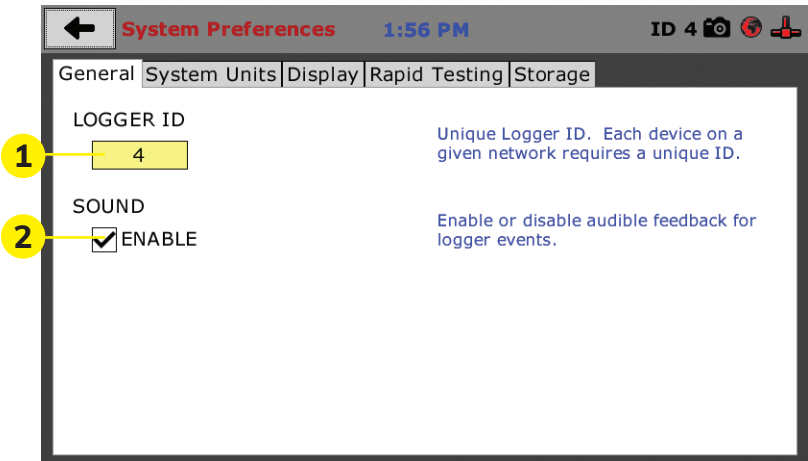 System Preferences 1:56 PM ID 4
General System Units Display Rapid Testing Storage
LOGGER ID
Unique Logger ID. Each device on a
given network requires a unique ID.
1 4
SOUND
Enable or disable audible feedback for
logger events.
2 ENABLE